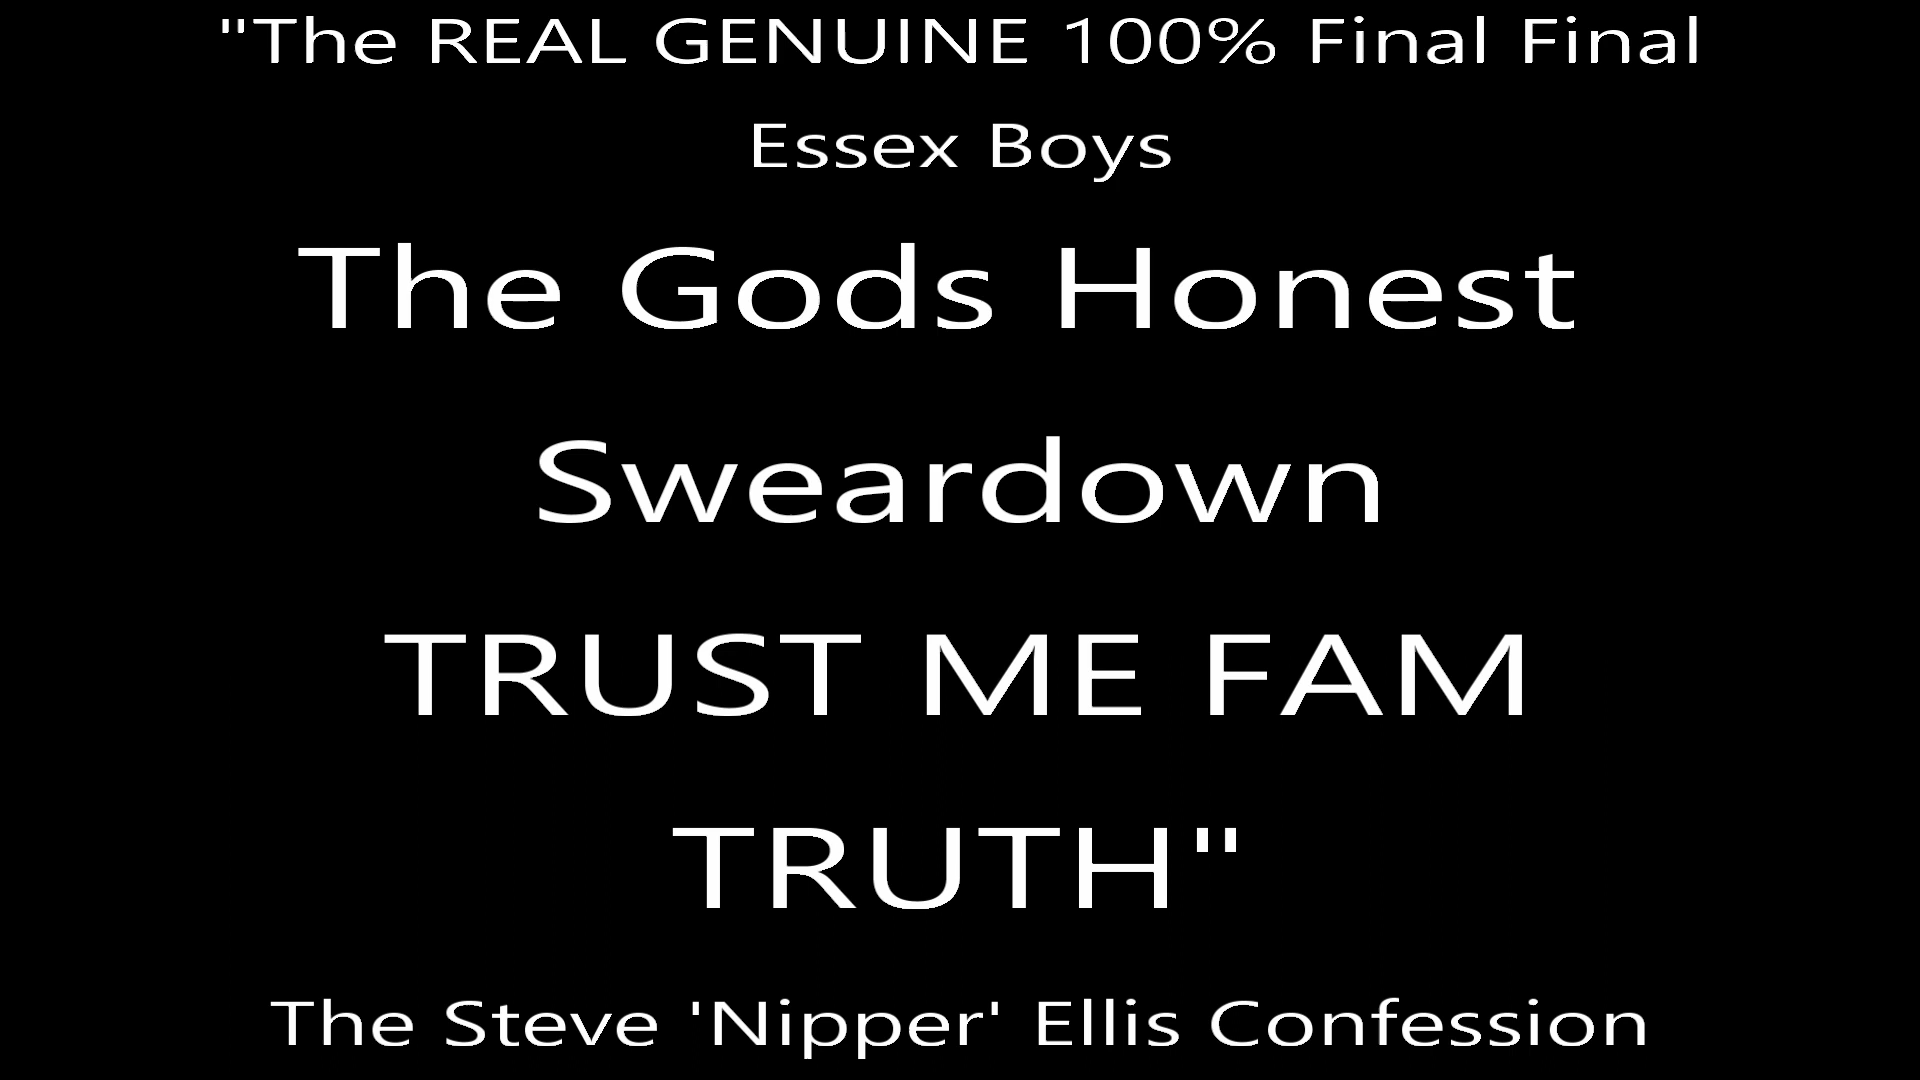 "The REAL GENUINE 100% Final Final
Essex Boys
The Gods Honest
Sweardown
TRUST ME FAM
TRUTH"
The Steve 'Nipper' Ellis Confession